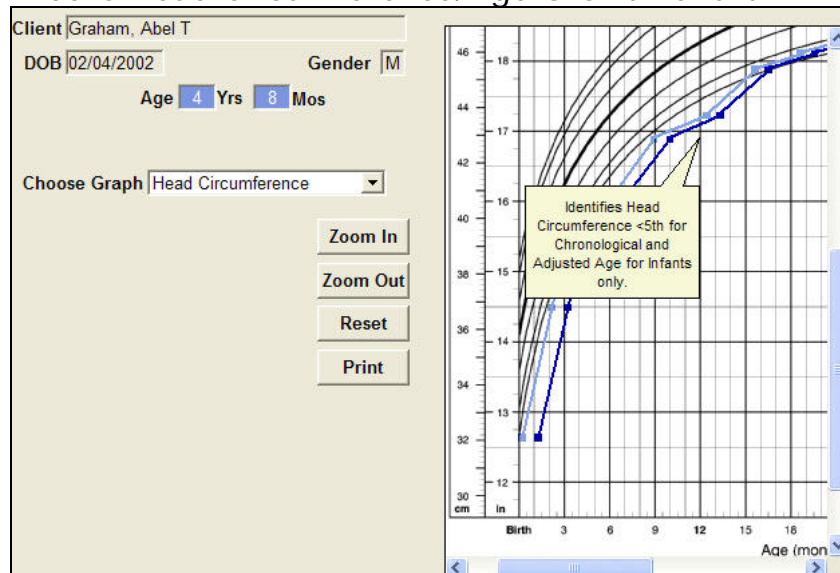 Client Graham, Abel T
DOB 02/04/2002 Gender M
Age 4 Yrs 8 Mos
Choose Graph Head Circumference
Zoom In
Zoom Out
Reset
Print
46
44
42
40
38
36
34
32
30
cm
18
17
16
15
14
13
12
in
Identifies Head
Circumference <5th for
Chronological and
Adjusted Age for Infants
only.
Birth 3 6 9 12 15 18
Age (mon